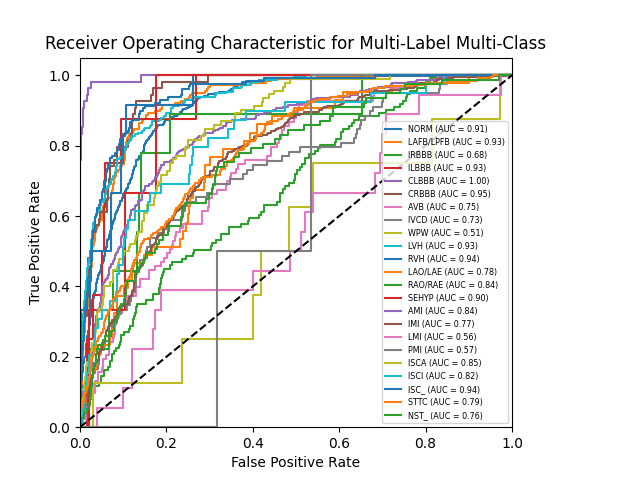 Receiver Operating Characteristic for Multi-Label Multi-Class
1.0
0.8
0.6
0.4
0.2
0.0
True Positive Rate
NORM (AUC = 0.91)
LAFB/LPFB (AUC = 0.93)
IRBBB (AUC = 0.68)
ILBBB (AUC = 0.93)
CLBBB (AUC = 1.00)
CRBBB (AUC = 0.95)
AVB (AUC = 0.75)
IVCD (AUC = 0.73)
WPW (AUC = 0.51)
LVH (AUC = 0.93)
RVH (AUC = 0.94)
LAO/LAE (AUC = 0.78)
RAO/RAE (AUC = 0.84)
SEHYP (AUC = 0.90)
AMI (AUC = 0.84)
IMI (AUC = 0.77)
LMI (AUC = 0.56)
PMI (AUC = 0.57)
ISCA (AUC = 0.85)
ISCI (AUC = 0.82)
ISC_ (AUC = 0.94)
STTC (AUC = 0.79)
NST_ (AUC = 0.76)
0.0 0.2 0.4 0.6 0.8 1.0
False Positive Rate